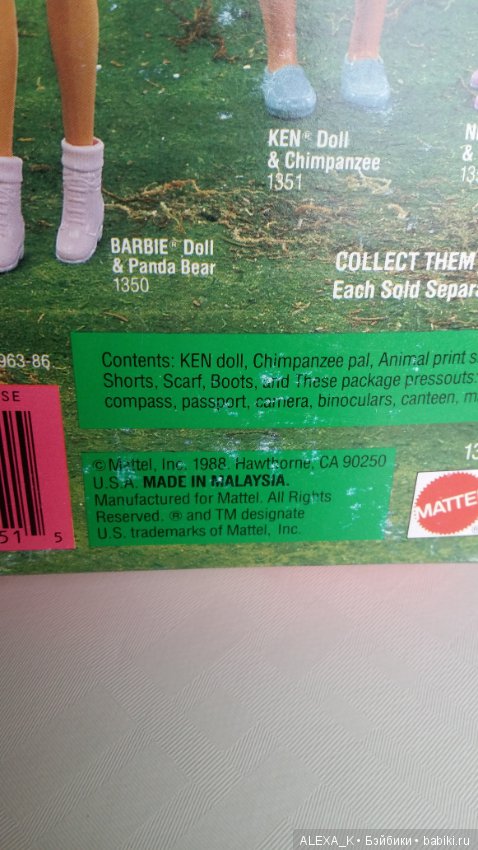 KEN® Doll
& Chimpanzee
1351
&
BARBIE® Doll
& Panda Bear
1350
COLLECT THEM
Each Sold
963-86
Contents: KEN doll, Chimpanzee pal, Animal print
Shorts, Scarf, Boots, and These package pressouts:
compass, passport, camera, binoculars, canteen,
SE
51 5
© Mattel, Inc. 1988. Hawthorne, CA 90250
U.S.A. MADE IN MALAYSIA.
Manufactured for Mattel. All Rights
Reserved. ® and TM designate
U.S. trademarks of Mattel, Inc.
MATTEL
ALEXA_K • Бэйбики • babiki.ru